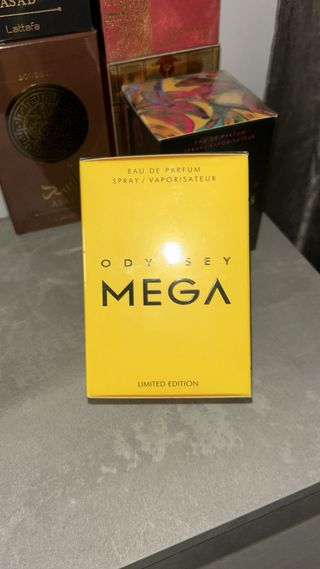 ASAD
Lattafa
EAU DE PARFUM
SPRAY / VAPORISATEUR
EAU DE PARFUM
SPRAY / VAPORISATEUR
ODYSSEY
MEGA
LIMITED EDITION